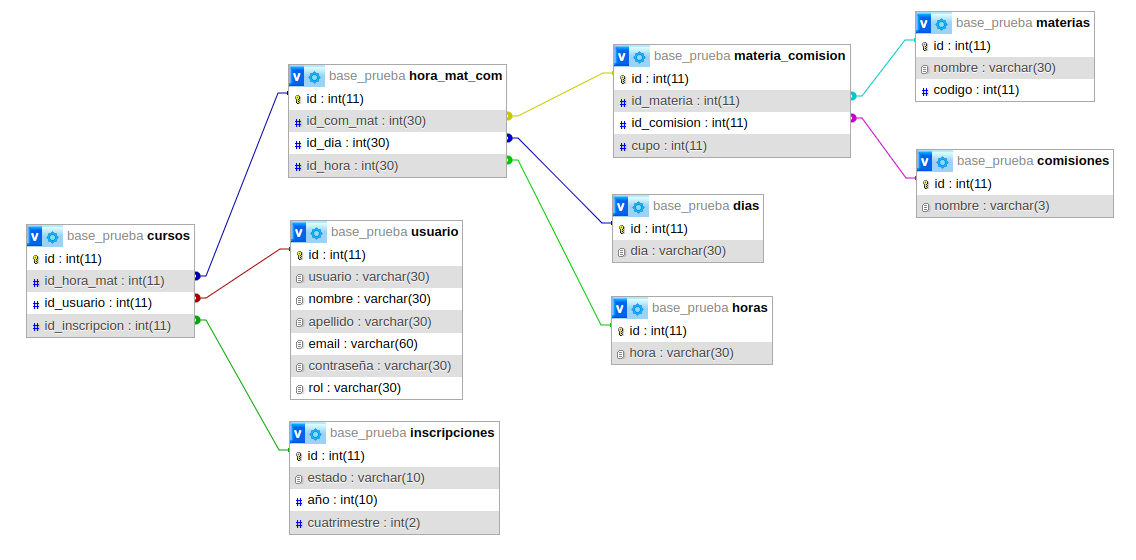 base_prueba cursos
id : int(11)
id_hora_mat : int(11)
id_usuario : int(11)
id_inscripcion : int(11)
base_prueba hora_mat_com
id : int(11)
id_com_mat : int(30)
id_dia : int(30)
id_hora : int(30)
base_prueba usuario
id : int(11)
usuario : varchar(30)
nombre : varchar(30)
apellido : varchar(30)
email : varchar(60)
contraseña : varchar(30)
rol : varchar(30)
base_prueba inscripciones
id : int(11)
estado : varchar(10)
año : int(10)
cuatrimestre : int(2)
base_prueba materia_comision
id : int(11)
id_materia : int(11)
id_comision : int(11)
cupo : int(11)
base_prueba dias
id : int(11)
dia : varchar(30)
base_prueba horas
id : int(11)
hora : varchar(30)
base_prueba materias
id : int(11)
nombre : varchar(30)
codigo : int(11)
base_prueba comisiones
id : int(11)
nombre : varchar(3)